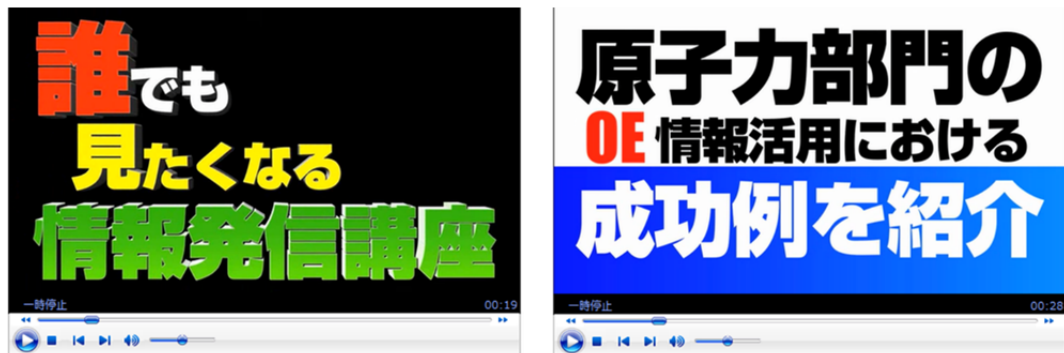 誰でも
見たくなる
情報発信講座
一時停止
00:19
原子力部門の
OE 情報活用における
成功例を紹介
一時停止
00:28